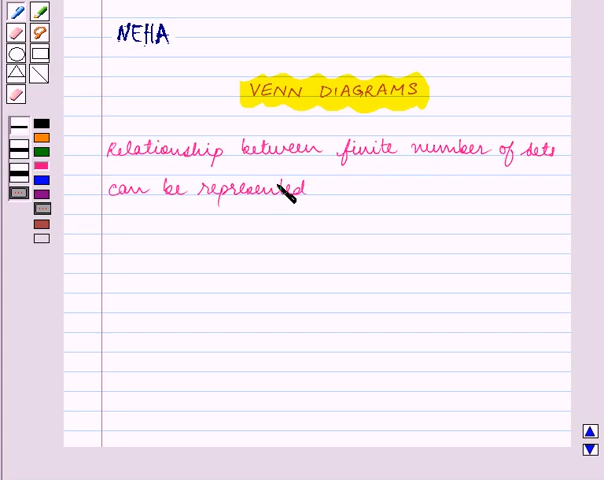 NEHA
VENN DIAGRAMS
Relationship between finite number of sets
can be represented